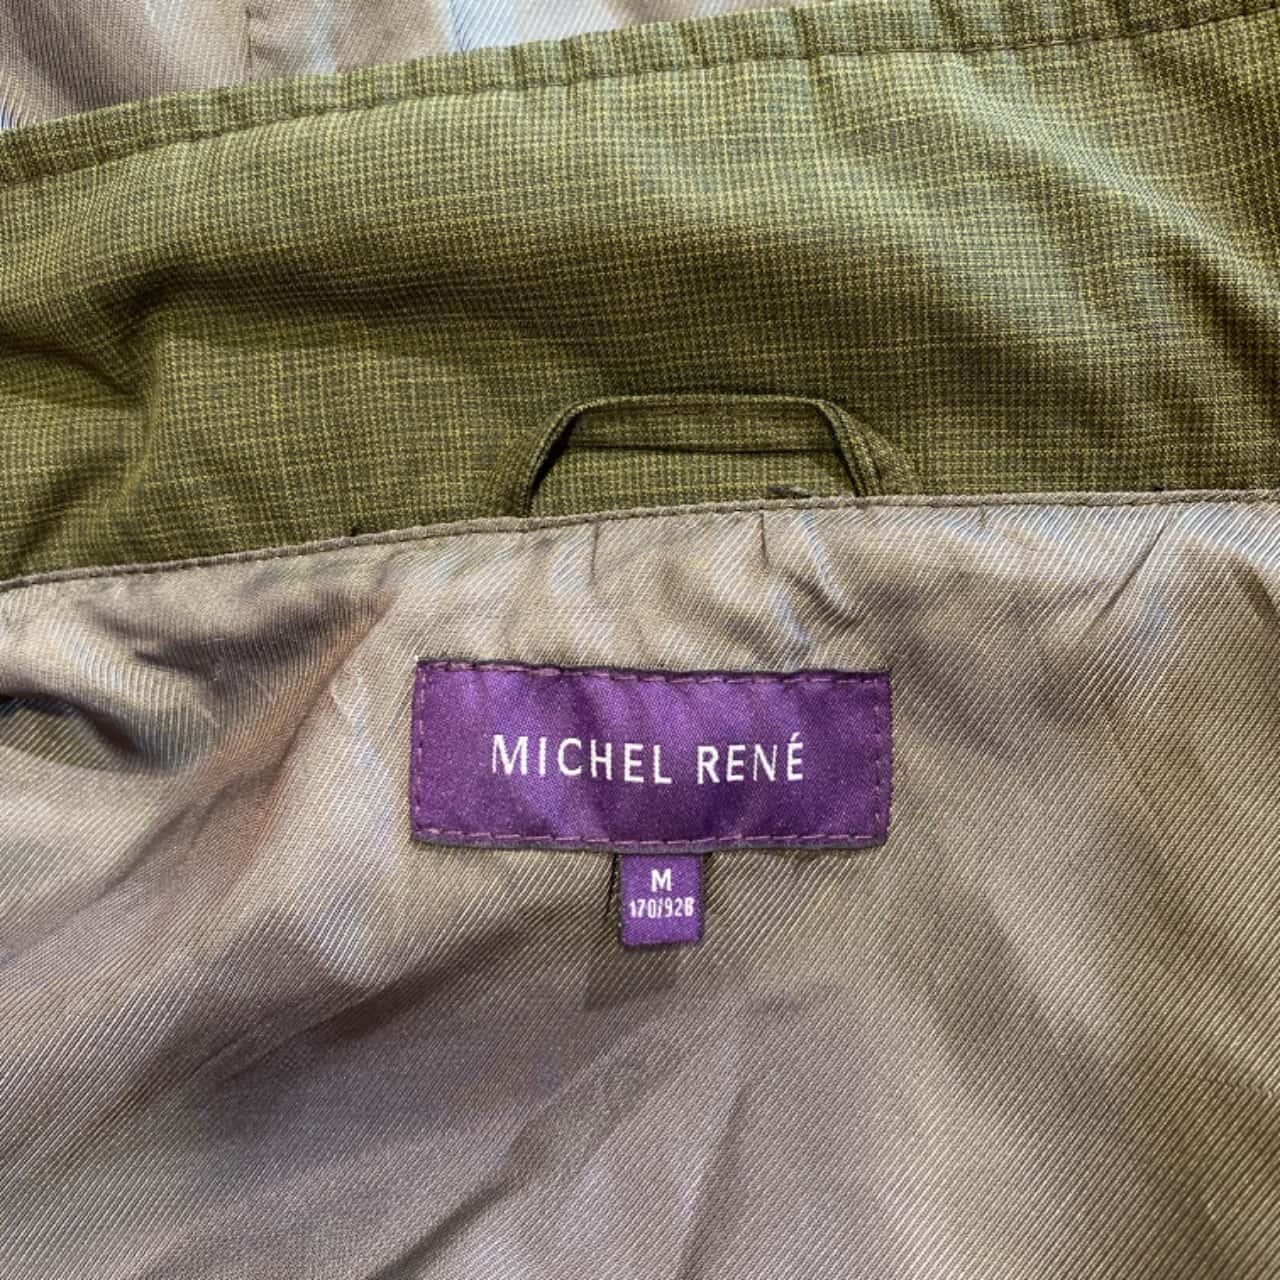 MICHEL RENÉ
M
170/92B